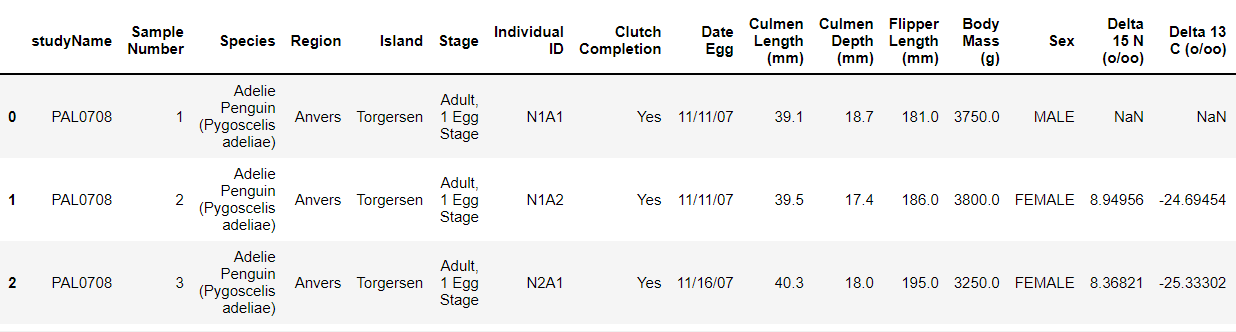 studyName Sample Number Species Region Island Stage Individual ID Clutch Completion Date Egg Culmen Length (mm) Culmen Depth (mm) Flipper Length (mm) Body Mass (g) Sex Delta 15 N (o/oo) Delta 13 C (o/oo)
0 PAL0708 1 Adelie Penguin (Pygoscelis adeliae) Anvers Torgersen Adult, 1 Egg Stage N1A1 Yes 11/11/07 39.1 18.7 181.0 3750.0 MALE NaN NaN
1 PAL0708 2 Adelie Penguin (Pygoscelis adeliae) Anvers Torgersen Adult, 1 Egg Stage N1A2 Yes 11/11/07 39.5 17.4 186.0 3800.0 FEMALE 8.94956 -24.69454
2 PAL0708 3 Adelie Penguin (Pygoscelis adeliae) Anvers Torgersen Adult, 1 Egg Stage N2A1 Yes 11/16/07 40.3 18.0 195.0 3250.0 FEMALE 8.36821 -25.33302